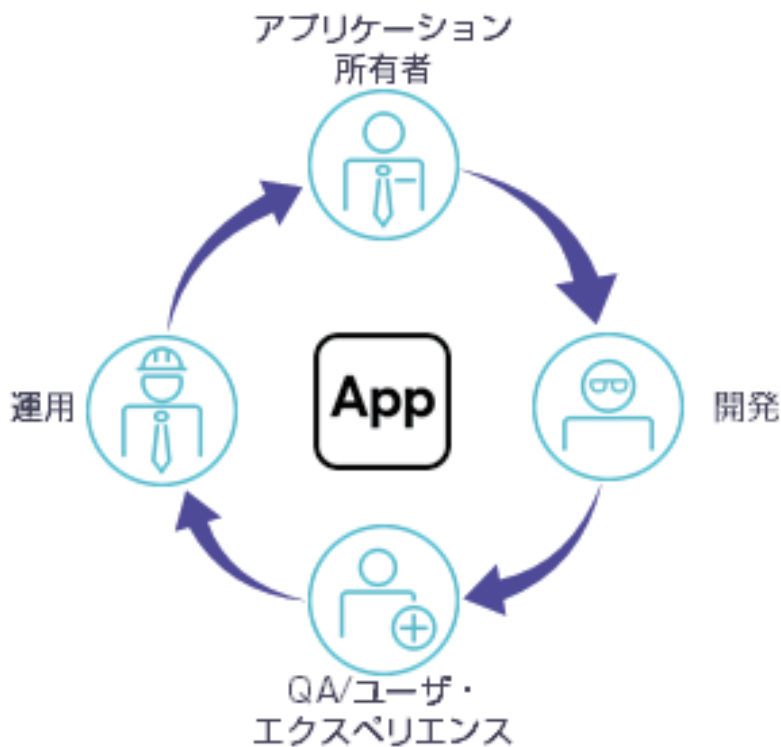 アプリケーション
所有者
運用
App
開発
QA/ユーザ・
エクスペリエンス